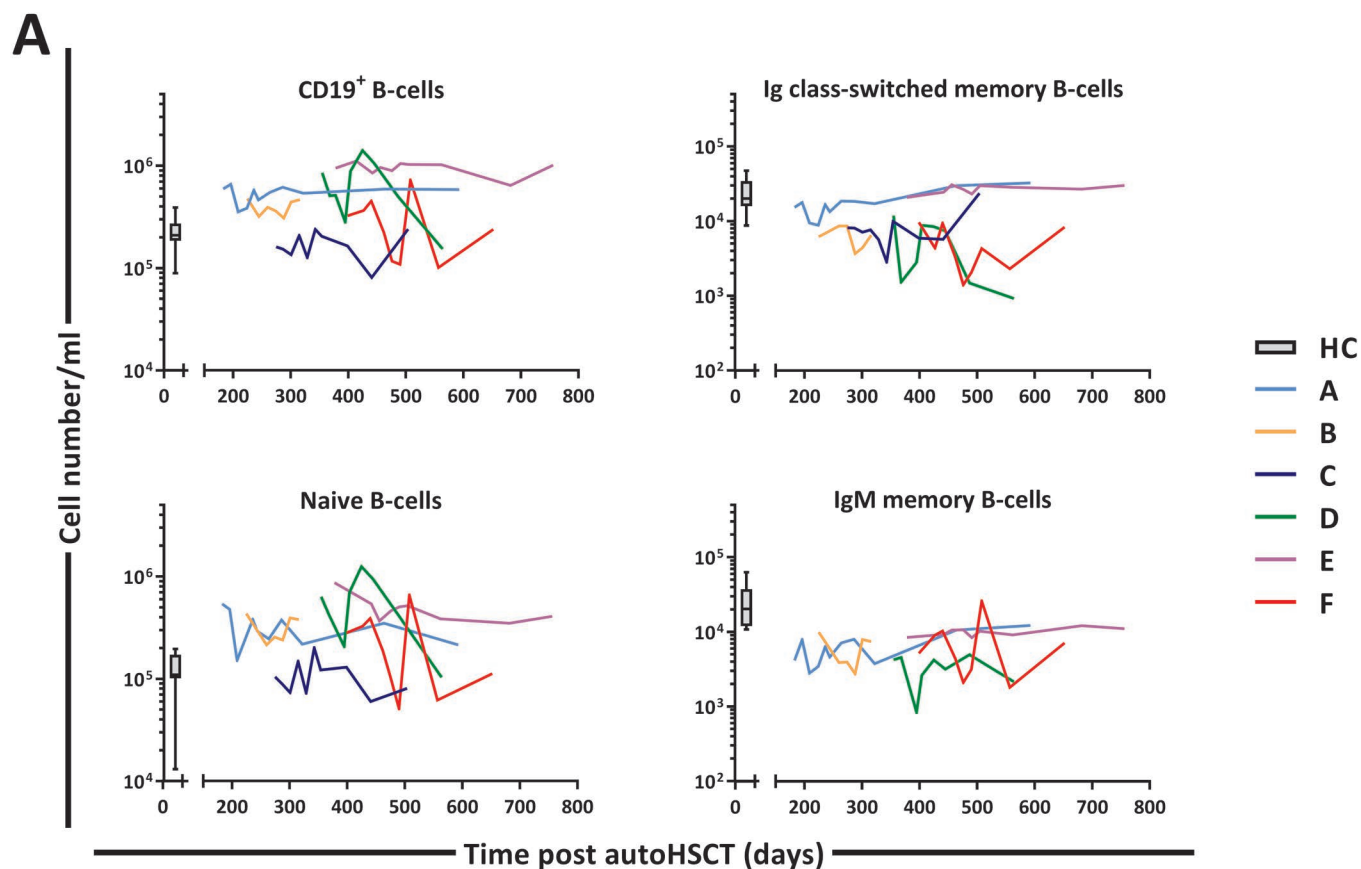 A
CD19⁺ B-cells
10⁶
10⁵
10⁴
0 200 300 400 500 600 700 800
Ig class-switched memory B-cells
10⁵
10⁴
10³
10²
0 200 300 400 500 600 700 800
Naive B-cells
10⁶
10⁵
10⁴
0 200 300 400 500 600 700 800
IgM memory B-cells
10⁵
10⁴
10³
10²
0 200 300 400 500 600 700 800
Cell number/ml
Time post autoHSCT (days)
HC
A
B
C
D
E
F